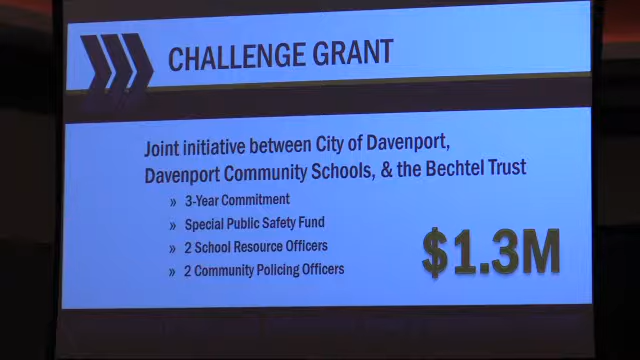 CHALLENGE GRANT
Joint initiative between City of Davenport,
Davenport Community Schools, & the Bechtel Trust
» 3-Year Commitment
» Special Public Safety Fund
» 2 School Resource Officers
» 2 Community Policing Officers
$1.3M